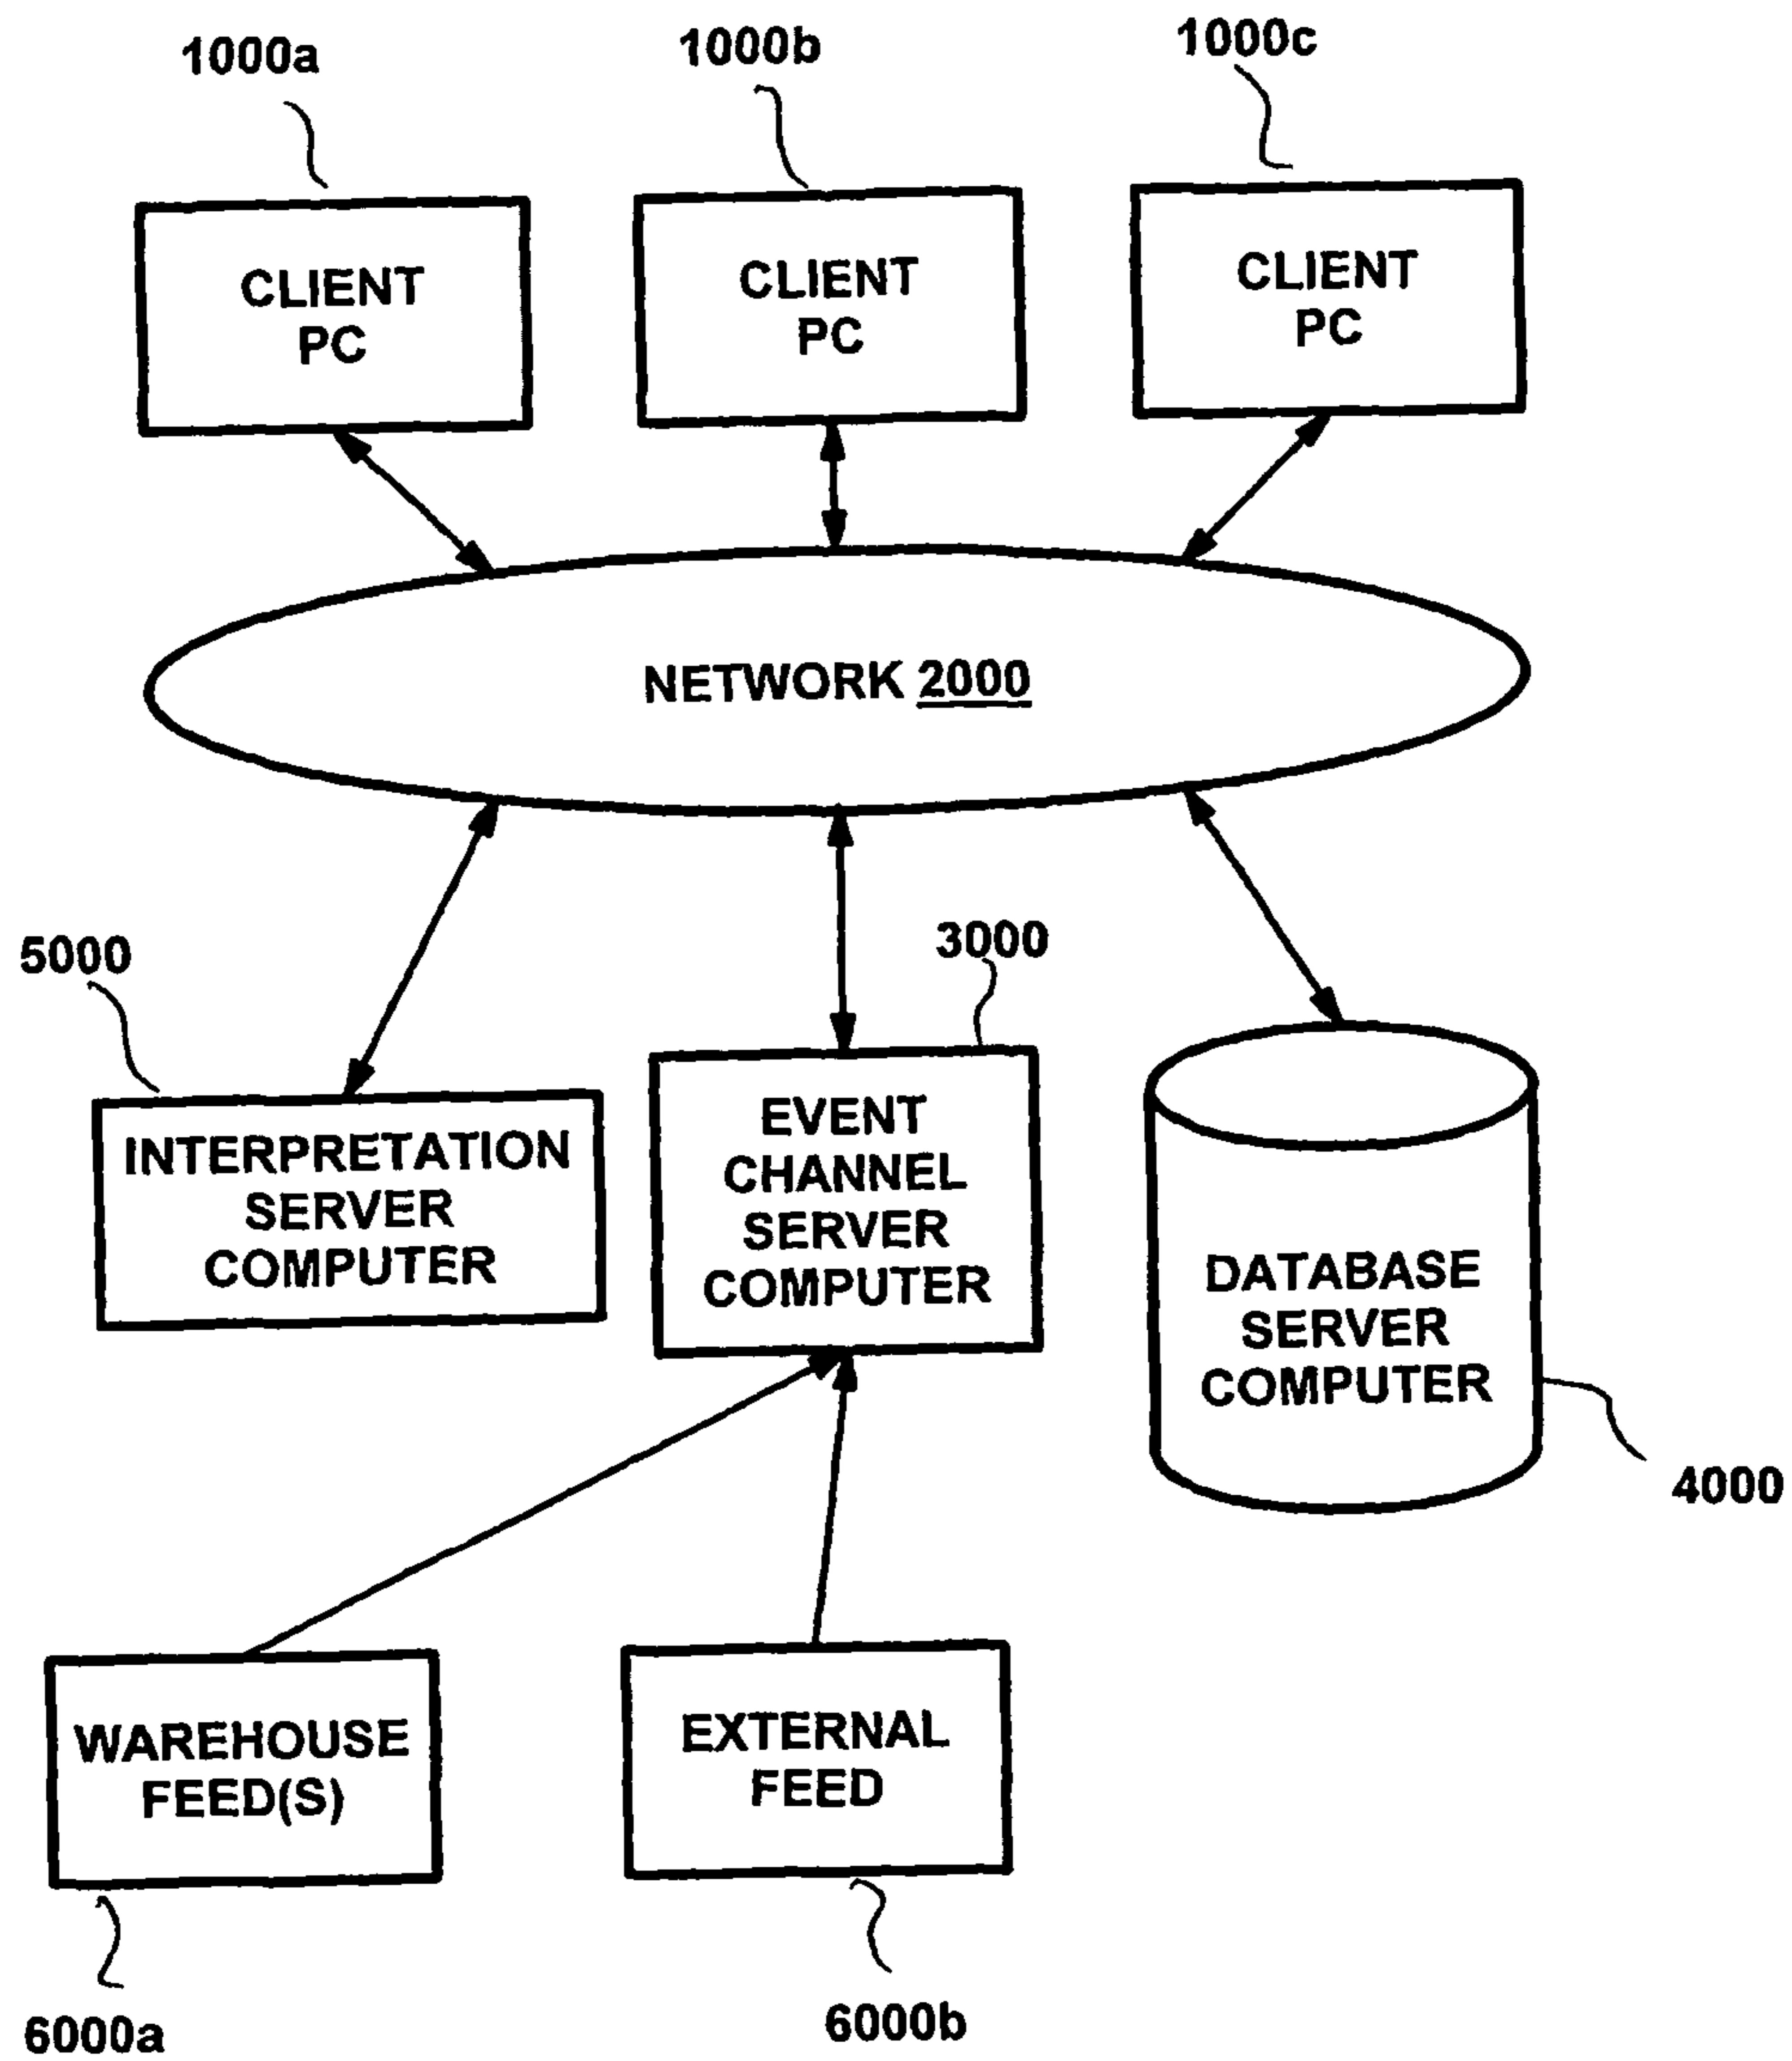 1000a
1000b
1000c
CLIENT
PC
CLIENT
PC
CLIENT
PC
NETWORK 2000
5000
3000
INTERPRETATION
SERVER
COMPUTER
EVENT
CHANNEL
SERVER
COMPUTER
DATABASE
SERVER
COMPUTER
4000
WAREHOUSE
FEED(S)
EXTERNAL
FEED
6000a
6000b